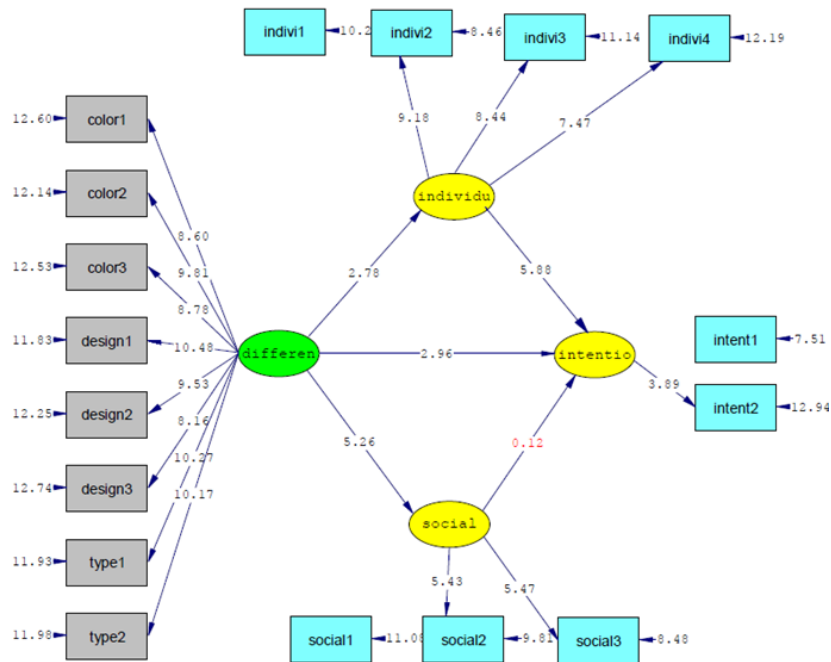 indivi1
10.2
indivi2
8.46
indivi3
11.14
indivi4
12.19
12.60
color1
12.14
color2
12.53
color3
11.83
design1
12.25
design2
12.74
design3
11.93
type1
11.98
type2
8.60
9.81
8.78
10.48
9.53
8.16
10.27
10.17
differen
9.18
8.44
7.47
individu
2.78
5.88
2.96
intentio
5.26
0.12
social
3.89
intent1
7.51
intent2
12.94
5.43
5.47
social1
11.08
social2
9.81
social3
8.48